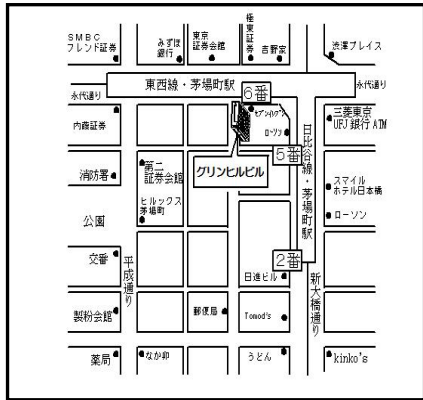 SMBC
フレンド証券
みずほ
銀行
東京
証券会館
極東証券
吉野家
渋澤プレイス
永代通り
東西線・茅場町駅
6番
永代通り
内藤証券
セブンイレブン
ローソン
三菱東京
UFJ銀行ATM
5番
日比谷線・茅場町駅
消防署
第二
証券会館
グリンヒルビル
スマイル
ホテル日本橋
ヒルックス
茅場町
ローソン
公園
交番
平成通り
2番
日進ビル
新大橋通り
製粉会館
郵便局
Tomod's
薬局
なか卯
うどん
kinko's